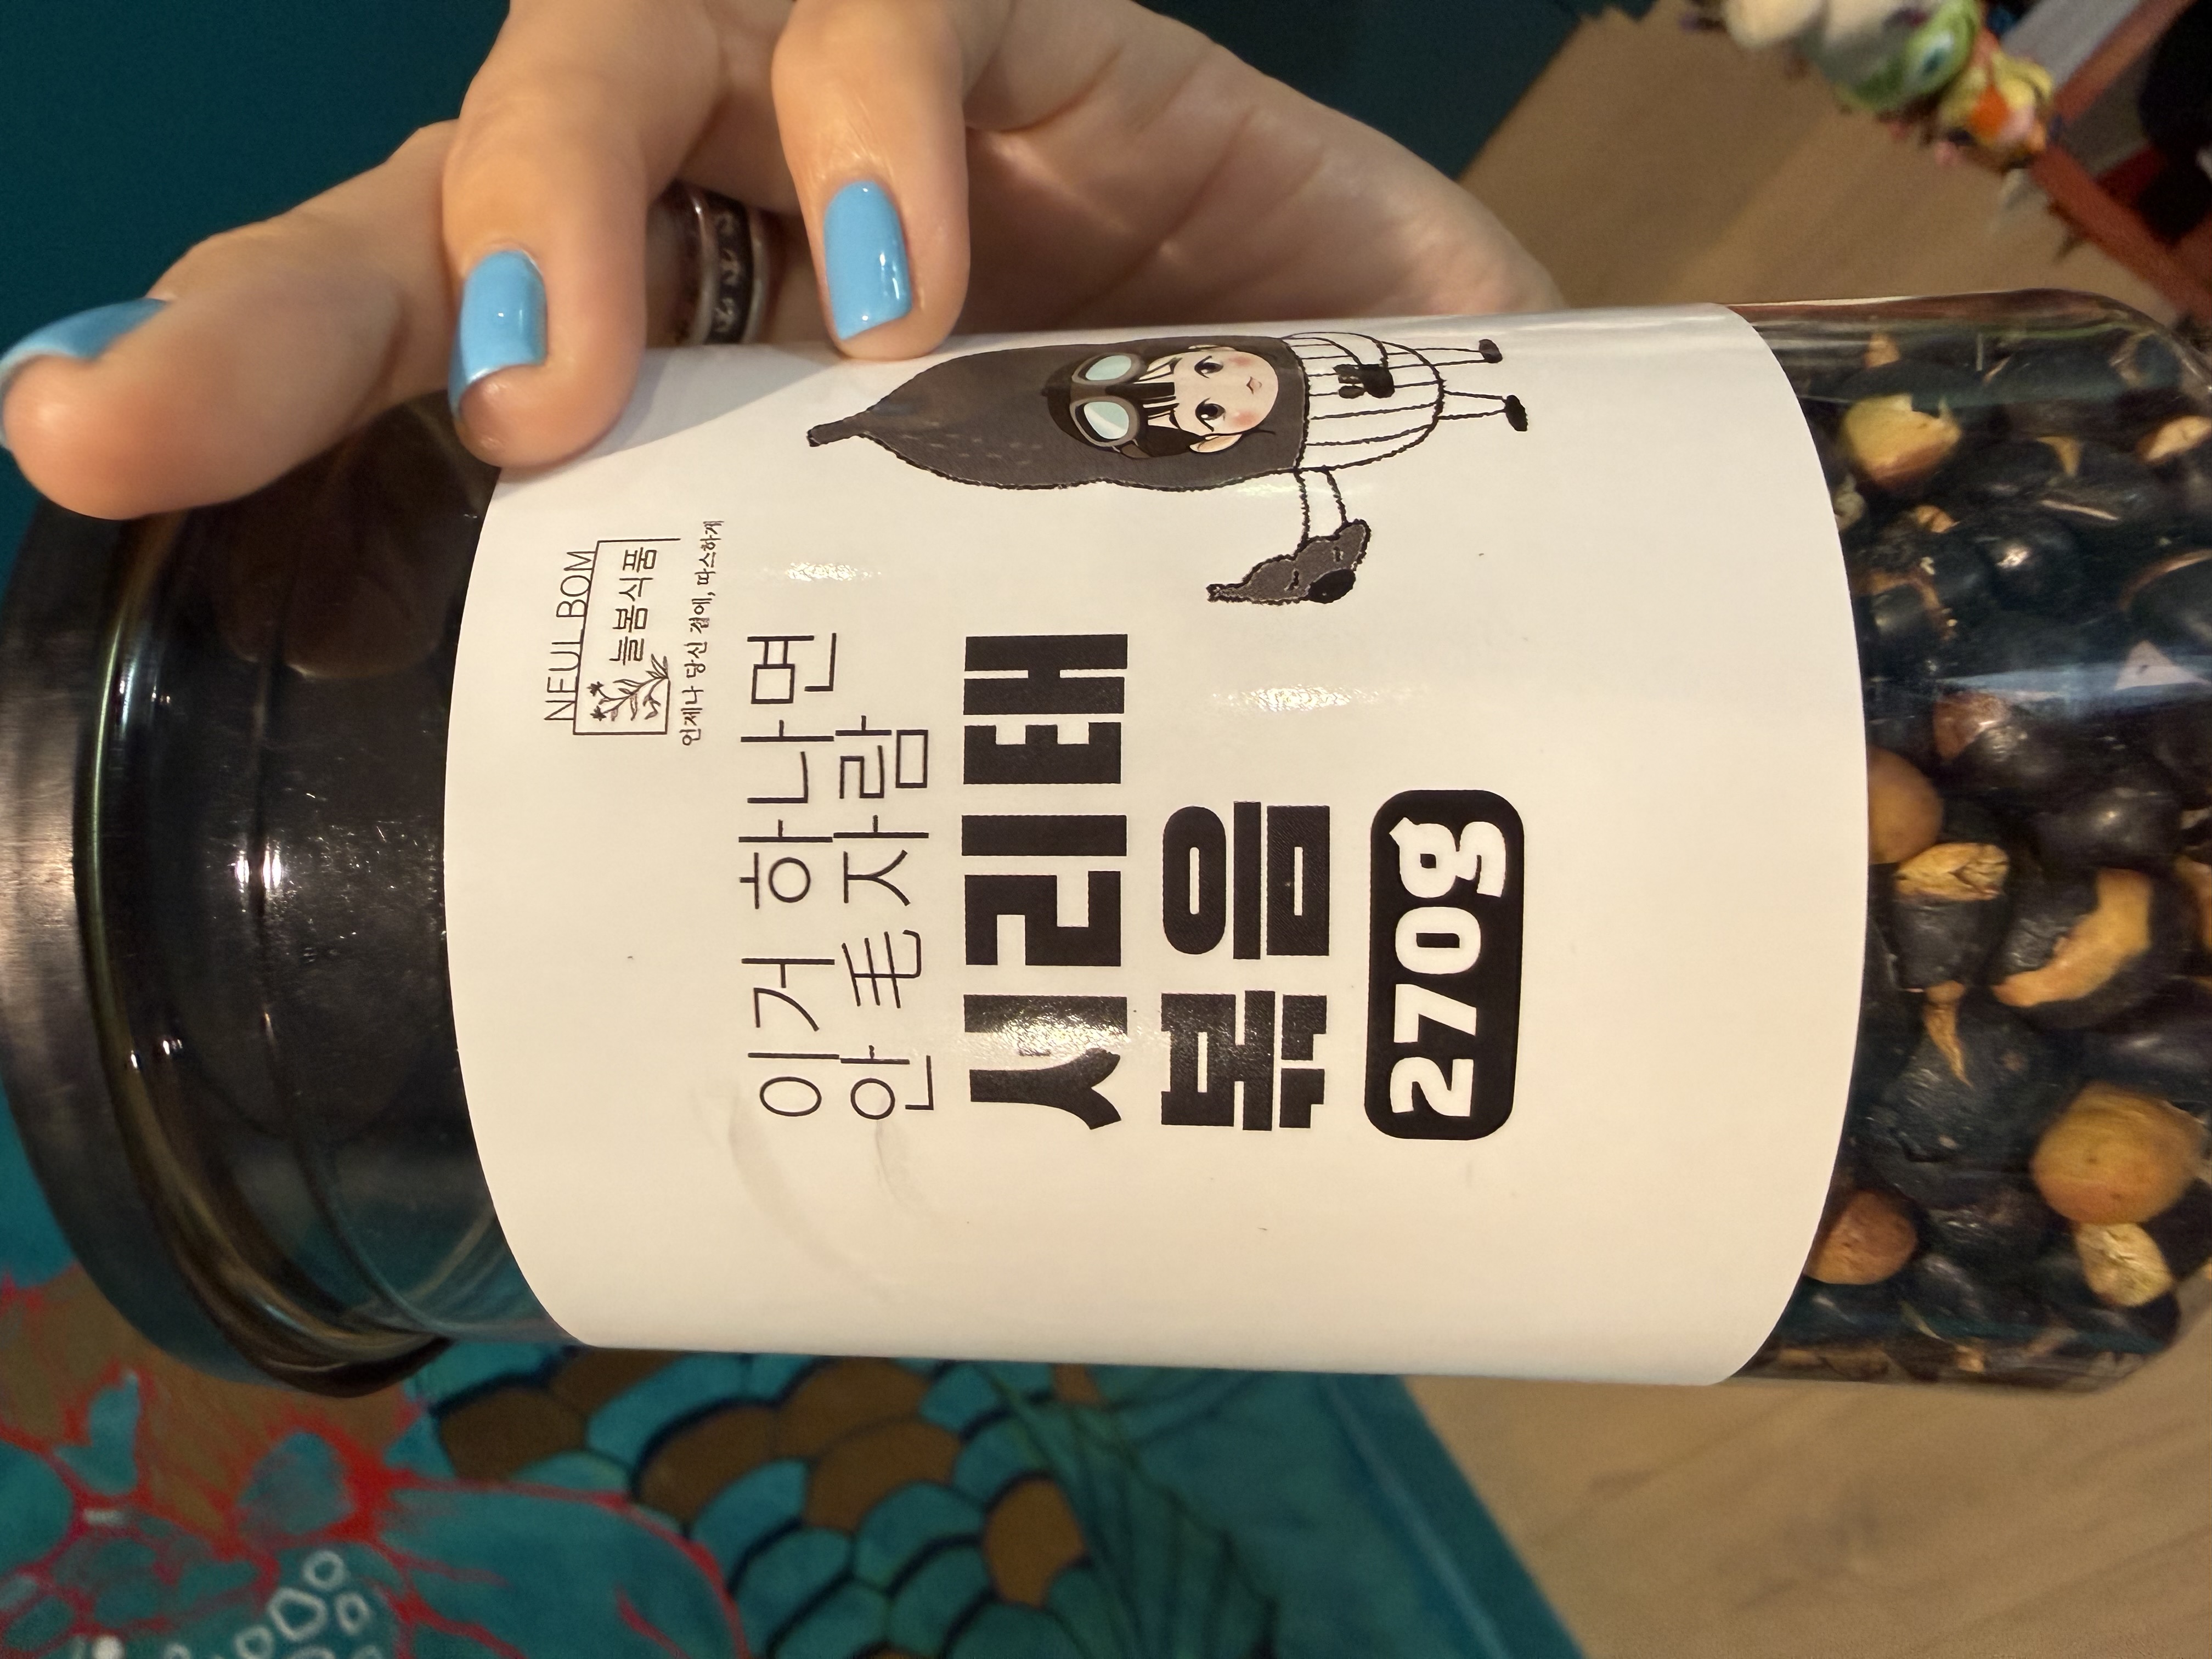 NEULBOM
늘봄식품
언제나 당신 곁에, 따스하게
이거 하나면
안 毛자람
서리태
볶음
270g